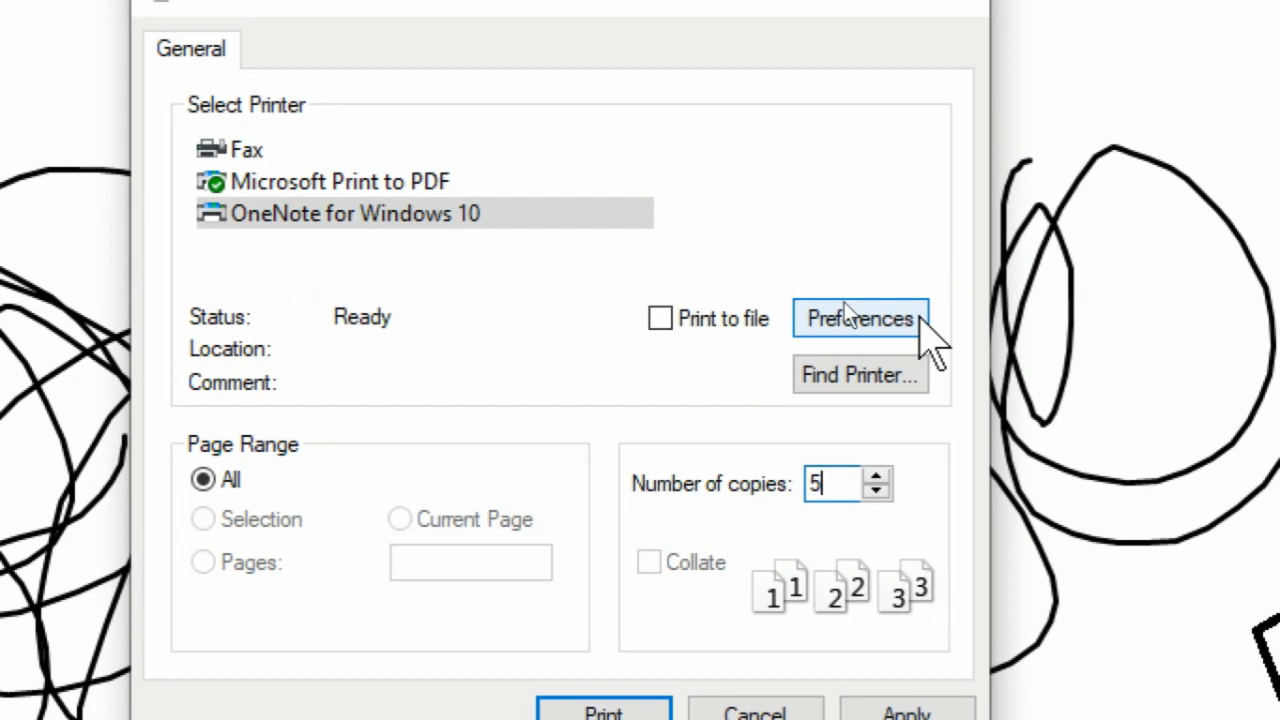 General
Select Printer
Fax
Microsoft Print to PDF
OneNote for Windows 10
Status: Ready
Print to file
Preferences
Location:
Comment:
Find Printer...
Page Range
All
Selection
Current Page
Pages:
Number of copies: 5
Collate
1 1 2 2 3 3
Print Cancel Apply